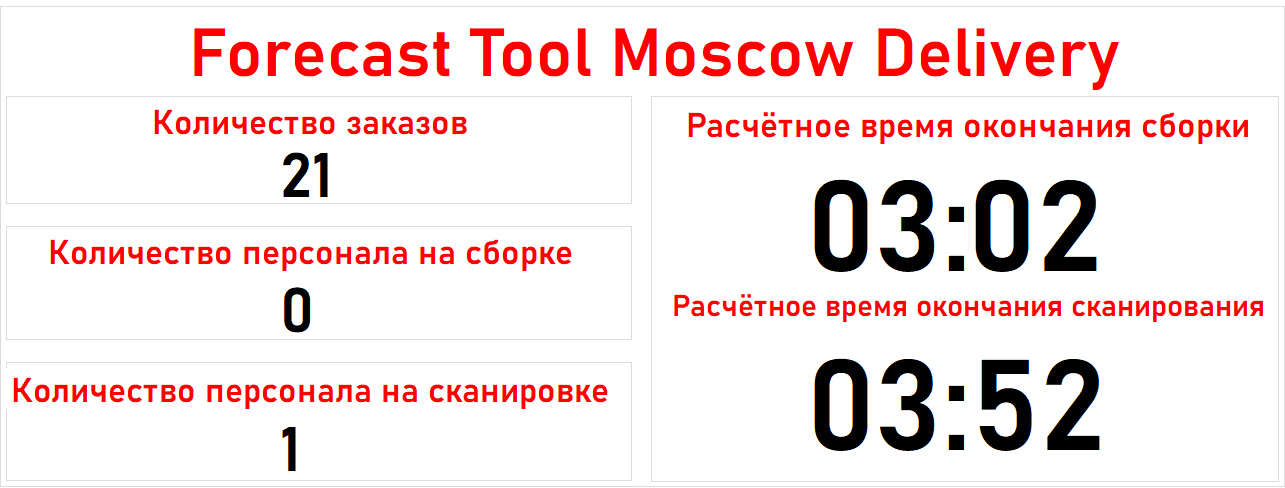 Forecast Tool Moscow Delivery
Количество заказов
21
Количество персонала на сборке
0
Количество персонала на сканировке
1
Расчётное время окончания сборки
03:02
Расчётное время окончания сканирования
03:52